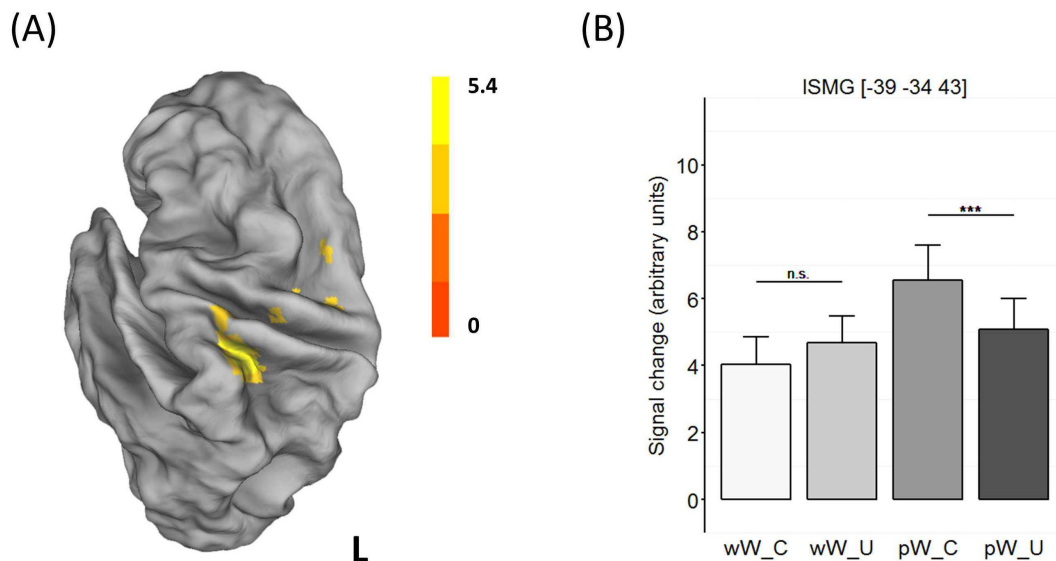 (A)
5.4
0
L
(B)
lSMG [-39 -34 43]
Signal change (arbitrary units)
10
8
6
4
2
0
n.s.
***
wW_C wW_U pW_C pW_U